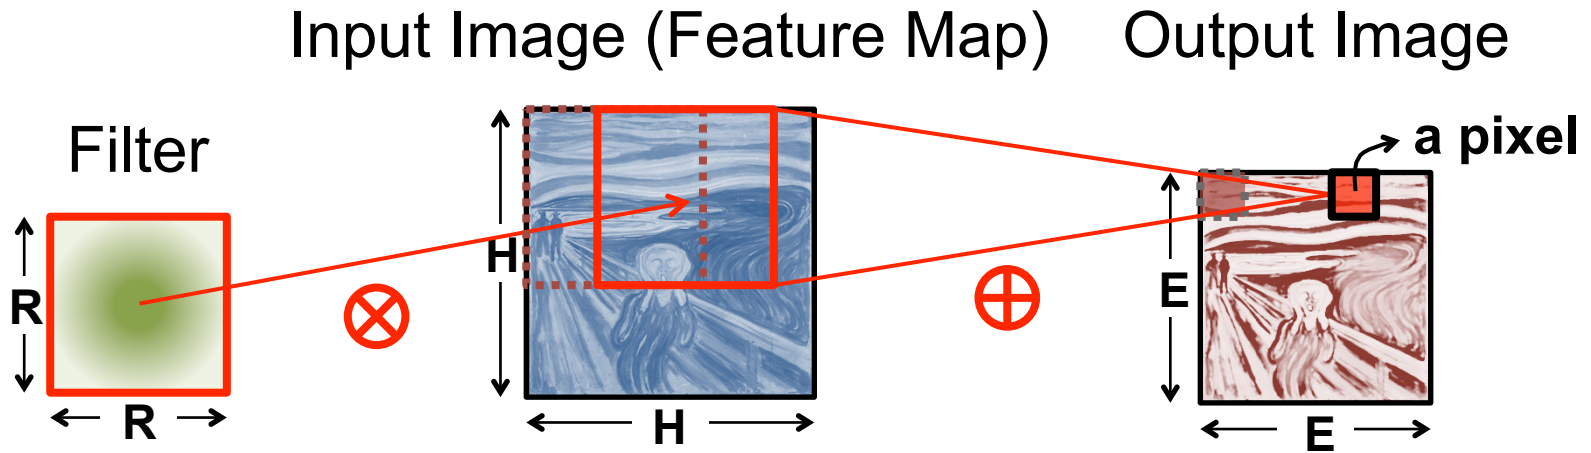 Input Image (Feature Map)
Output Image
Filter
a pixel
R
R
H
H
E
E